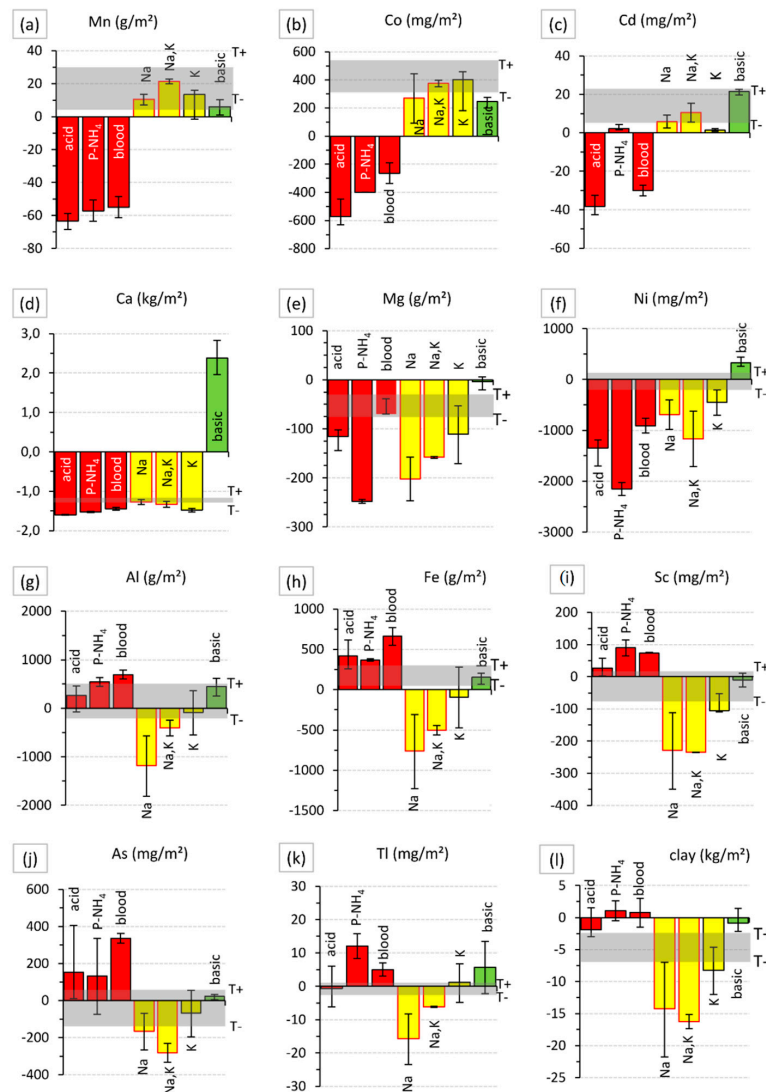 (a) Mn (g/m²)
40
20
0
-20
-40
-60
-80
acid
P-NH₄
blood
Na
Na,K
K
basic
T+
T-
(b) Co (mg/m²)
600
400
200
0
-200
-400
-600
-800
acid
P-NH₄
blood
Na
Na,K
K
basic
T+
T-
(c) Cd (mg/m²)
40
20
0
-20
-40
-60
acid
P-NH₄
blood
Na
Na,K
K
basic
T+
T-
(d) Ca (kg/m²)
3,0
2,0
1,0
0,0
-1,0
-2,0
acid
P-NH₄
blood
Na
Na,K
K
basic
T+
T-
(e) Mg (g/m²)
100
0
-100
-200
-300
acid
P-NH₄
blood
Na
Na,K
K
basic
T+
T-
(f) Ni (mg/m²)
1000
0
-1000
-2000
-3000
acid
P-NH₄
blood
Na
Na,K
K
basic
T+
T-
(g) Al (g/m²)
2000
1000
0
-1000
2000
acid
P-NH₄
blood
Na
Na,K
K
basic
T+
T-
(h) Fe (g/m²)
1000
500
0
-500
-1000
-1500
acid
P-NH₄
blood
Na
Na,K
K
basic
T+
T-
(i) Sc (mg/m²)
200
100
0
-100
-200
-300
-400
acid
P-NH₄
blood
Na
Na,K
K
basic
T+
T-
(j) As (mg/m²)
600
400
200
0
-200
-400
acid
P-NH₄
blood
Na
Na,K
K
basic
T+
T-
(k) Tl (mg/m²)
30
20
10
0
-10
-20
-30
acid
P-NH₄
blood
Na
Na,K
K
basic
T+
T-
(l) clay (kg/m²)
5
0
-5
-10
-15
-20
-25
acid
P-NH₄
blood
Na
Na,K
K
basic
T-
T-